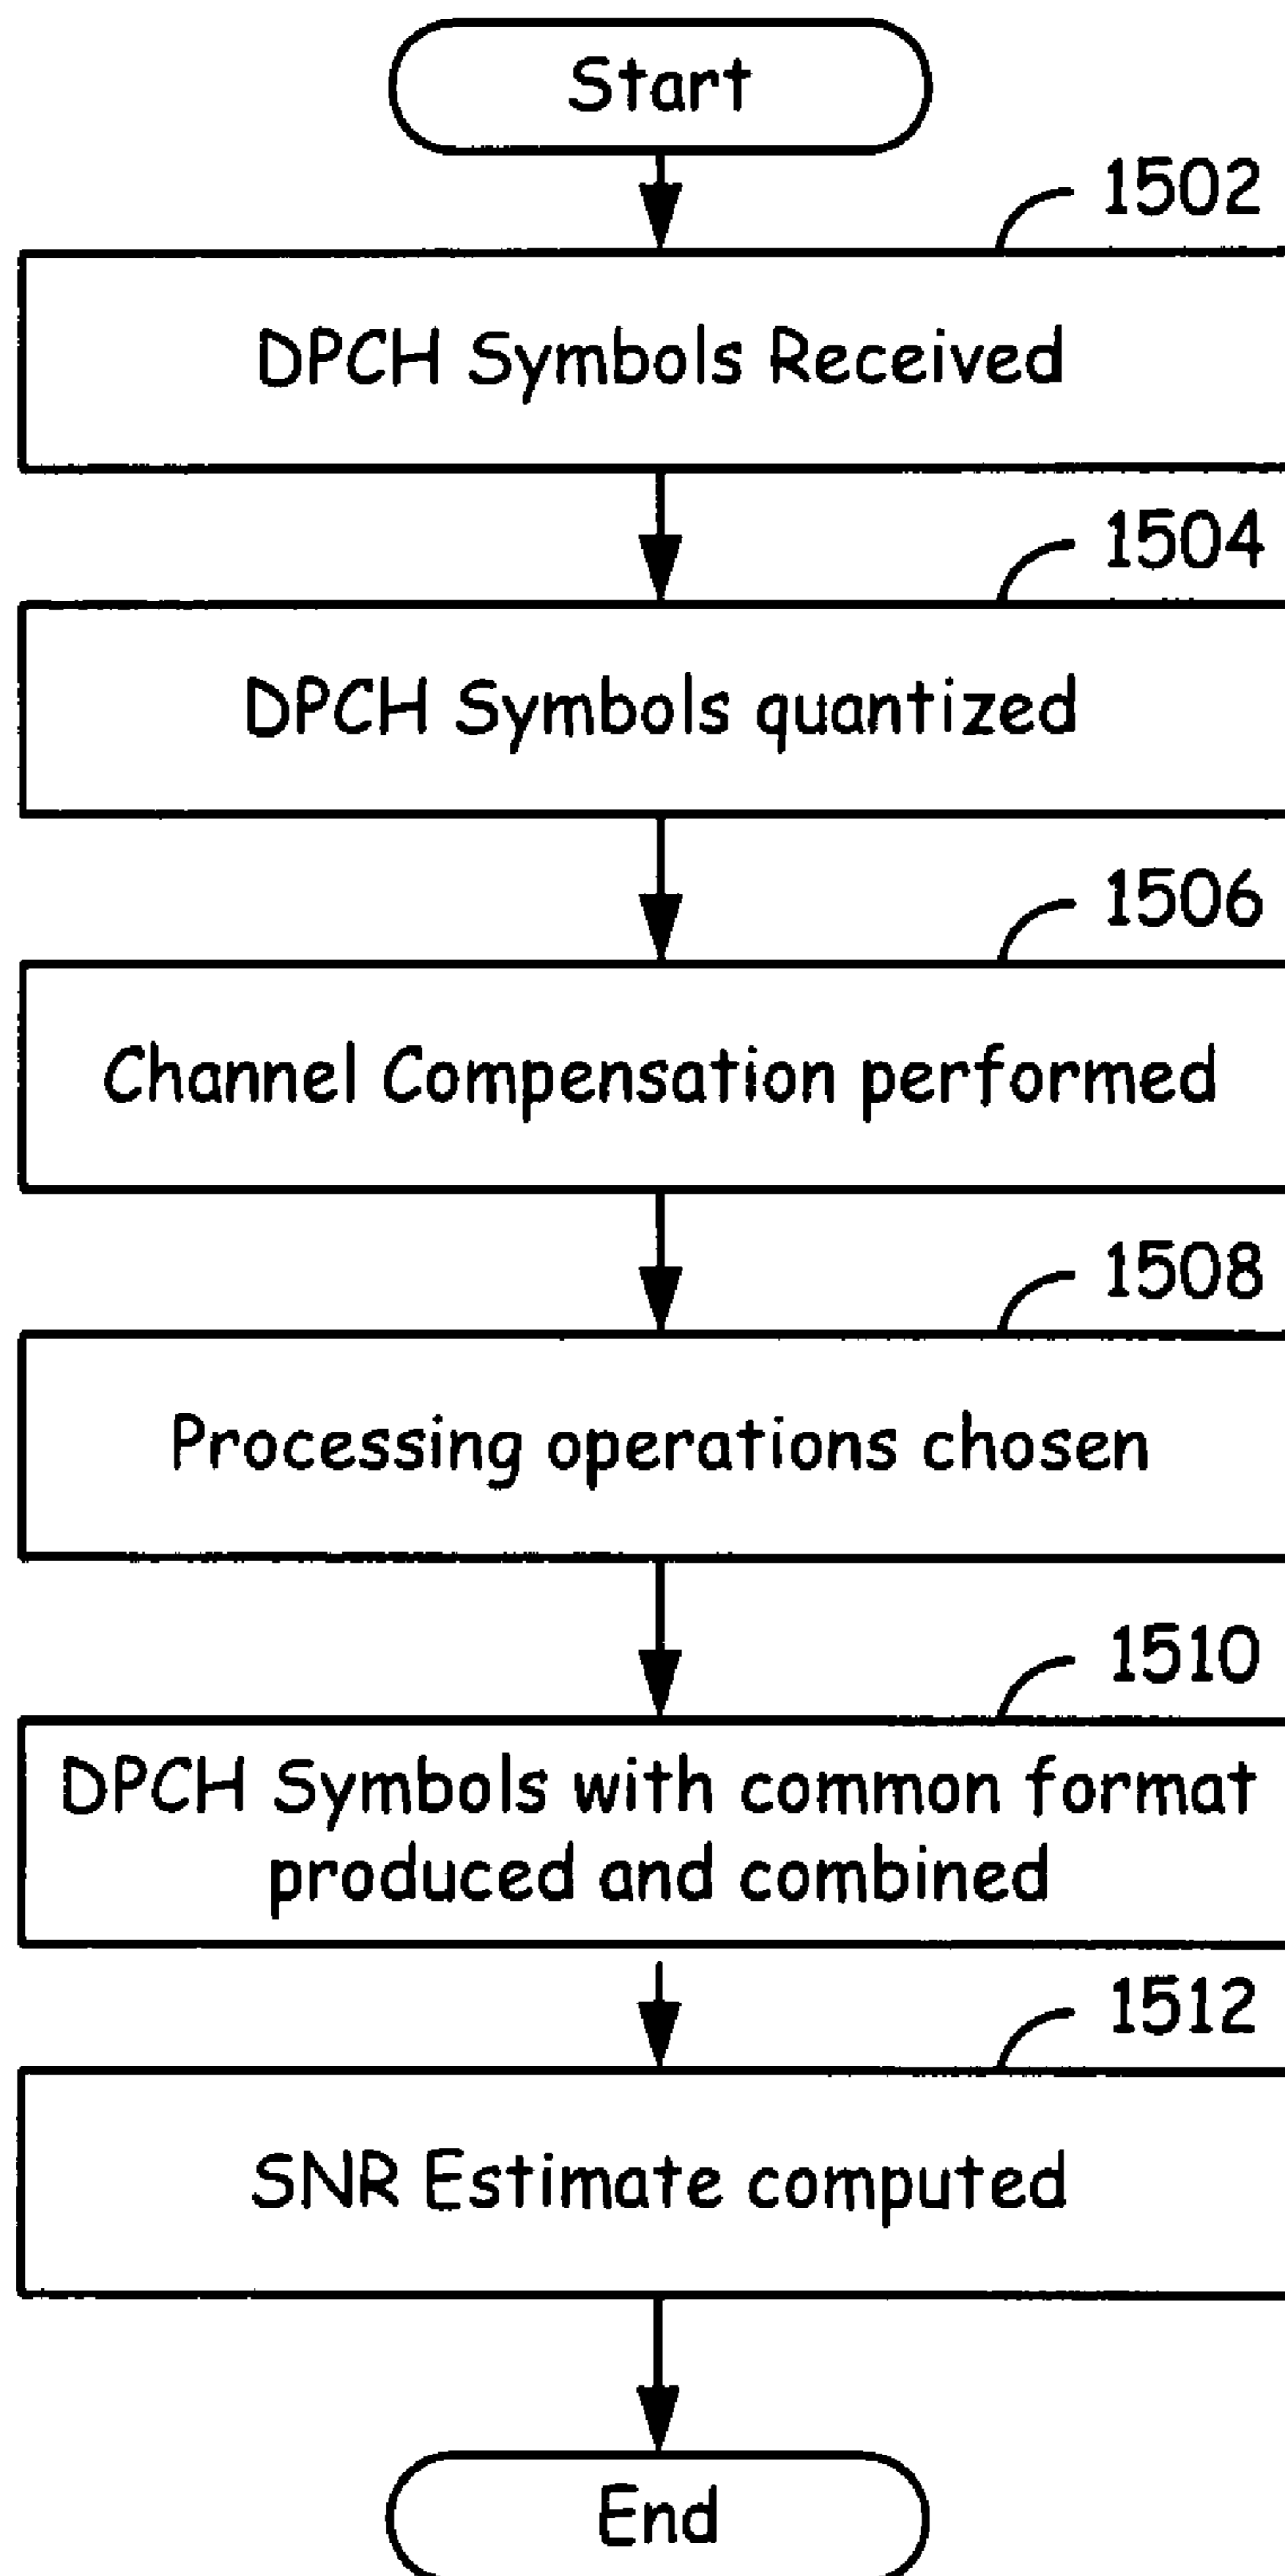 Start
1502
DPCH Symbols Received
1504
DPCH Symbols quantized
1506
Channel Compensation performed
1508
Processing operations chosen
1510
DPCH Symbols with common format
produced and combined
1512
SNR Estimate computed
End